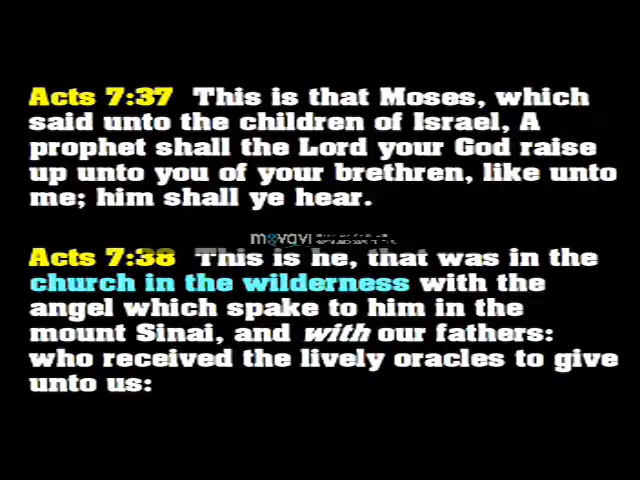 Acts 7:37 This is that Moses, which
said unto the children of Israel, A
prophet shall the Lord your God raise
up unto you of your brethren, like unto
me; him shall ye hear.
movavi
Acts 7:38 This is he, that was in the
church in the wilderness with the
angel which spake to him in the
mount Sinai, and with our fathers:
who received the lively oracles to give
unto us: